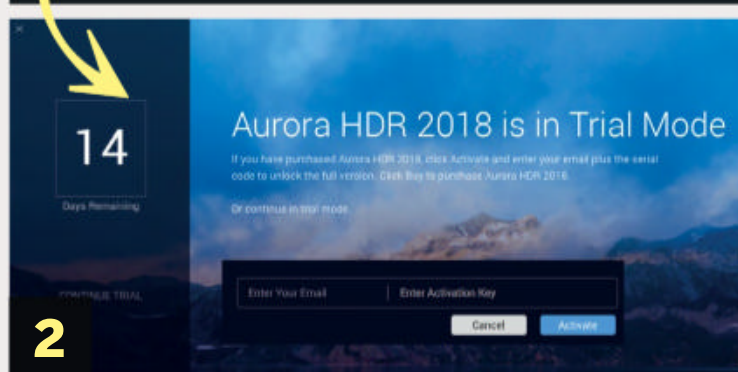 14
Days Remaining
CONTINUE TRIAL
2
Aurora HDR 2018 is in Trial Mode
If you have purchased Aurora HDR 2018, click Activate and enter your email plus the serial
code to unlock the full version. Click Buy to purchase Aurora HDR 2018.
Or continue in trial mode.
Enter Your Email
Enter Activation Key
Cancel
Activate